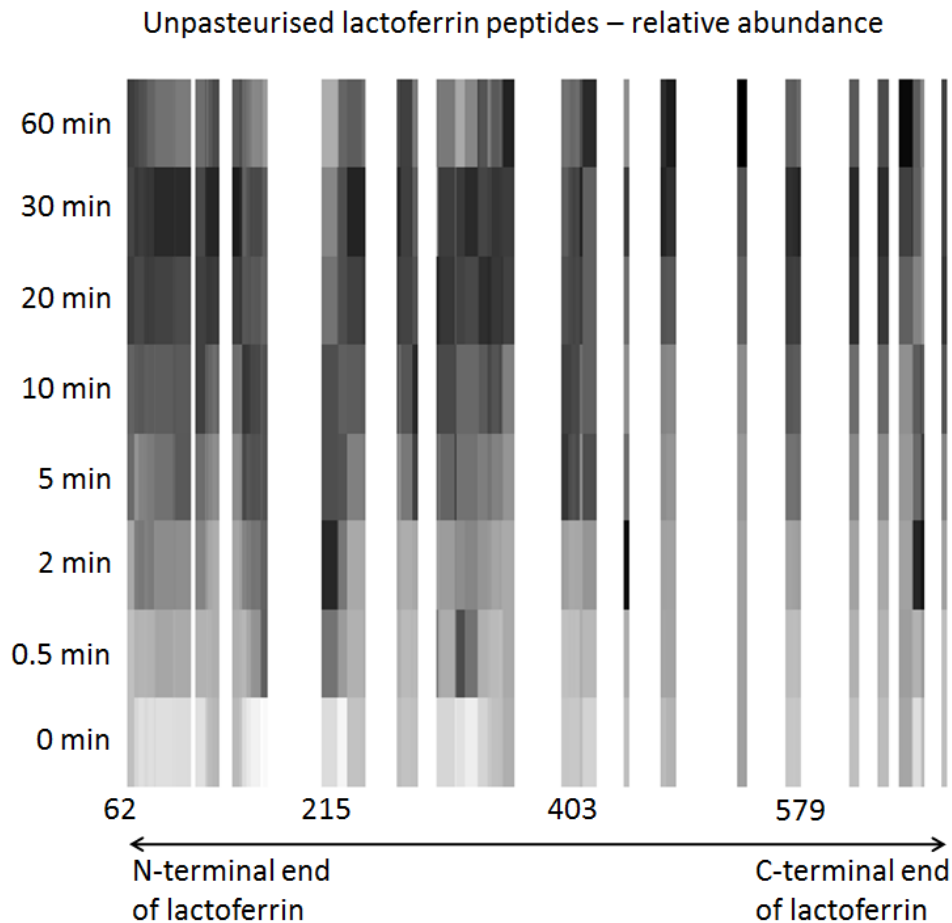 Unpasteurised lactoferrin peptides – relative abundance
60 min
30 min
20 min
10 min
5 min
2 min
0.5 min
0 min
62 215 403 579
N-terminal end C-terminal end
of lactoferrin of lactoferrin